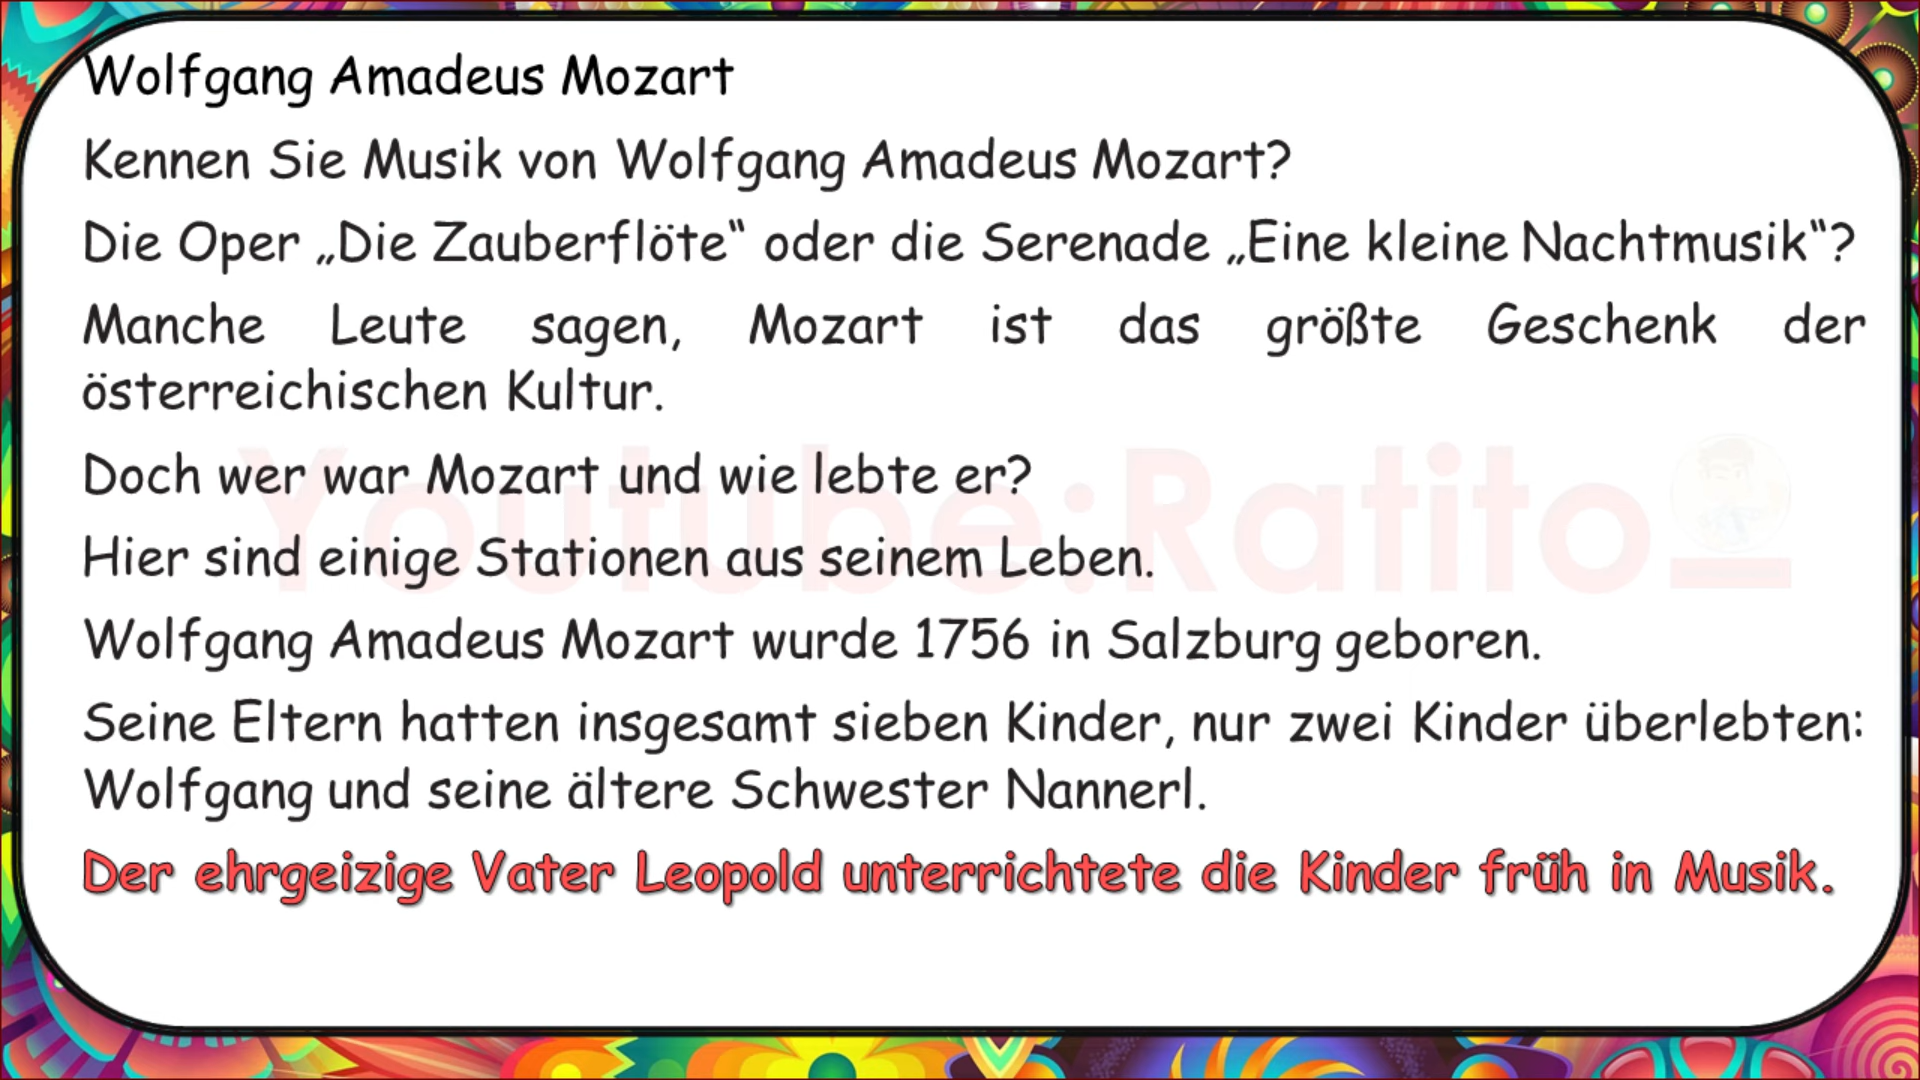 Wolfgang Amadeus Mozart
Kennen Sie Musik von Wolfgang Amadeus Mozart?
Die Oper „Die Zauberflöte“ oder die Serenade „Eine kleine Nachtmusik“?
Manche Leute sagen, Mozart ist das größte Geschenk der
österreichischen Kultur.
Doch wer war Mozart und wie lebte er?
Youtube:Ratito
Hier sind einige Stationen aus seinem Leben.
Wolfgang Amadeus Mozart wurde 1756 in Salzburg geboren.
Seine Eltern hatten insgesamt sieben Kinder, nur zwei Kinder überlebten:
Wolfgang und seine ältere Schwester Nannerl.
Der ehrgeizige Vater Leopold unterrichtete die Kinder früh in Musik.